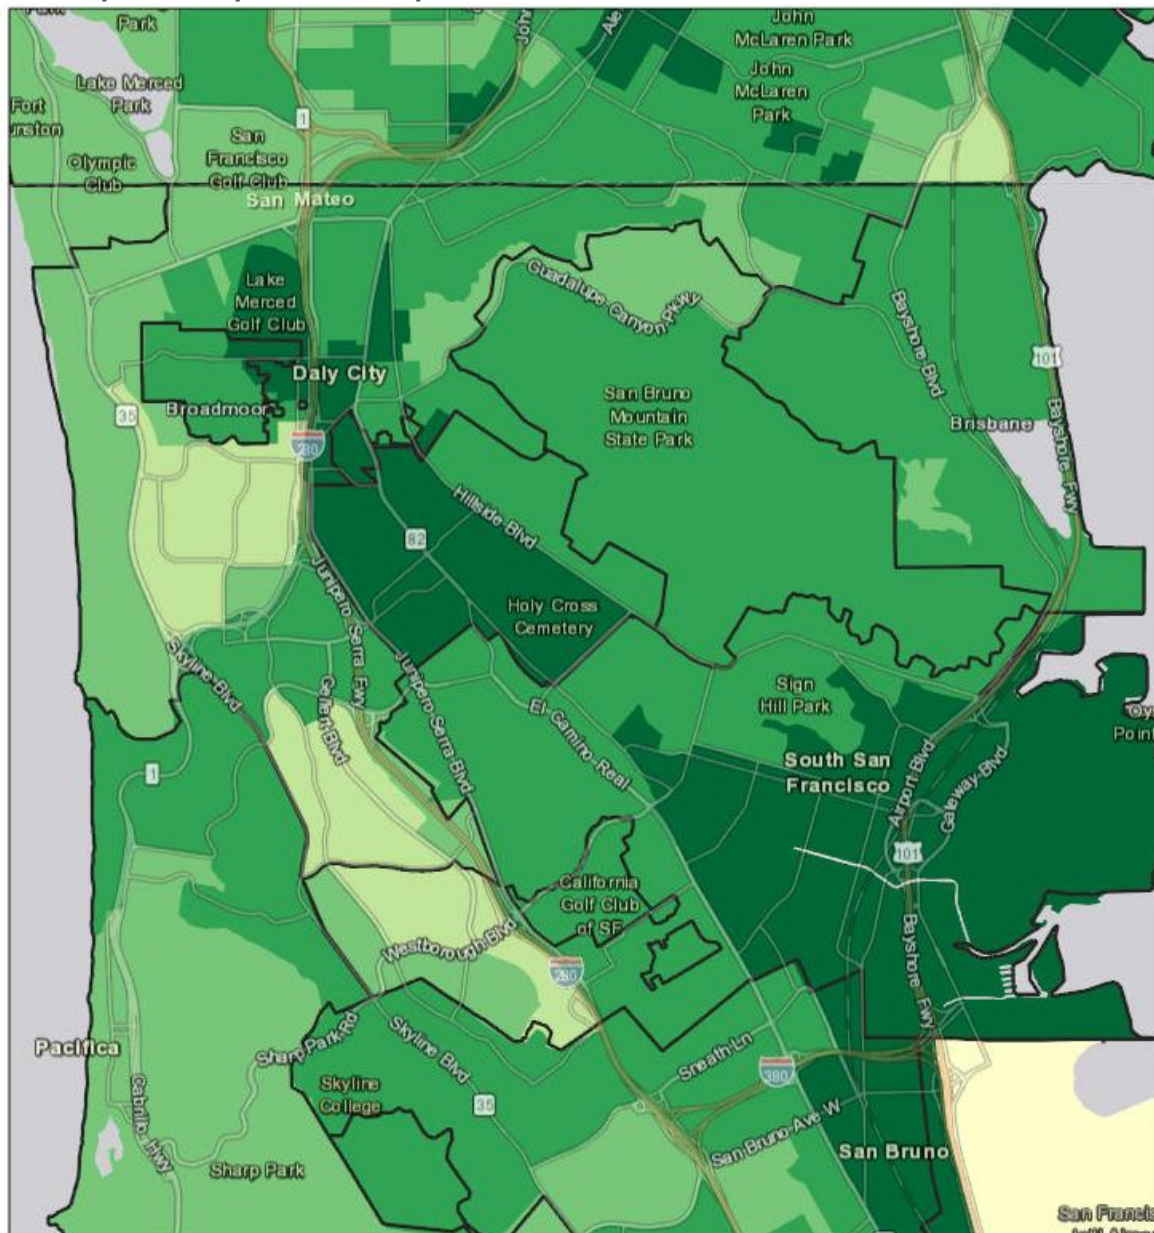 Park
Park
John
McLaren Park
Lake Merced
Park
John
McLaren
Park
Fort
1
San
Francisco
Golf Club
Olympic
Club
San Mateo
Lake
Merced
Golf Club
Guadalupe Canyon Pkwy
Bayshore Blvd
101
Daly City
San Bruno
Mountain
State Park
35
Broadmoor
Brisbane
Bayshore Fwy
280
Hillside Blvd
82
Junipero Serra Fwy
Holy Cross
Cemetery
Skyline Blvd
Junipero Serra Blvd
Gellert Blvd
Sign
Hill Park
El Camino Real
Point
1
South San
Francisco
Airport Blvd
Gateway Blvd
101
California
Golf Club
of SF
Westborough Blvd
280
Bayshore Fwy
Pacifica
Sharp Park Rd
Skyline Blvd
Sneath Ln
380
Skyline
College
35
Cabrillo Hwy
San Bruno Ave W
San Bruno
Sharp Park